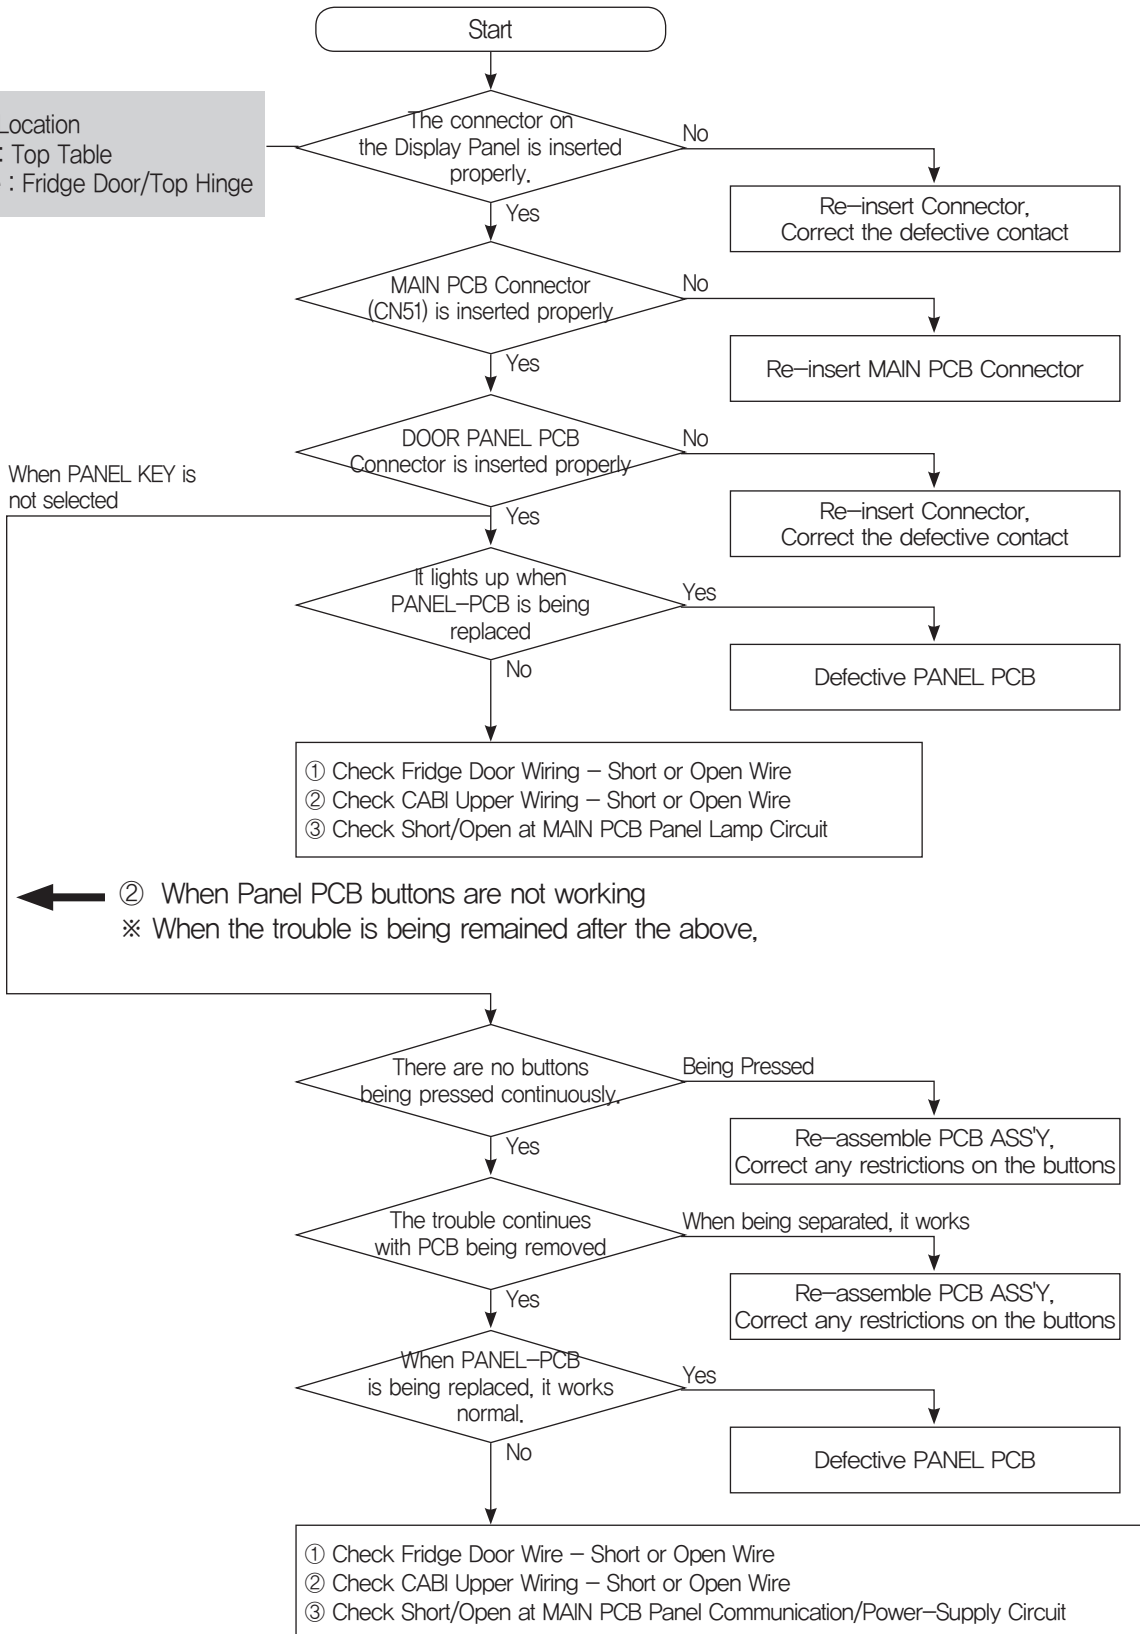 Start
Location
: Top Table
: Fridge Door/Top Hinge
The connector on
the Display Panel is inserted
properly.
No
Re-insert Connector,
Correct the defective contact
Yes
MAIN PCB Connector
(CN51) is inserted properly
No
Re-insert MAIN PCB Connector
Yes
DOOR PANEL PCB
Connector is inserted properly
No
Re-insert Connector,
Correct the defective contact
When PANEL KEY is
not selected
Yes
It lights up when
PANEL-PCB is being
replaced
Yes
Defective PANEL PCB
No
① Check Fridge Door Wiring - Short or Open Wire
② Check CABI Upper Wiring - Short or Open Wire
③ Check Short/Open at MAIN PCB Panel Lamp Circuit
② When Panel PCB buttons are not working
※ When the trouble is being remained after the above,
There are no buttons
being pressed continuously.
Being Pressed
Re-assemble PCB ASS'Y,
Correct any restrictions on the buttons
Yes
The trouble continues
with PCB being removed
When being separated, it works
Re-assemble PCB ASS'Y,
Correct any restrictions on the buttons
Yes
When PANEL-PCB
is being replaced, it works
normal.
Yes
Defective PANEL PCB
No
① Check Fridge Door Wire - Short or Open Wire
② Check CABI Upper Wiring - Short or Open Wire
③ Check Short/Open at MAIN PCB Panel Communication/Power-Supply Circuit